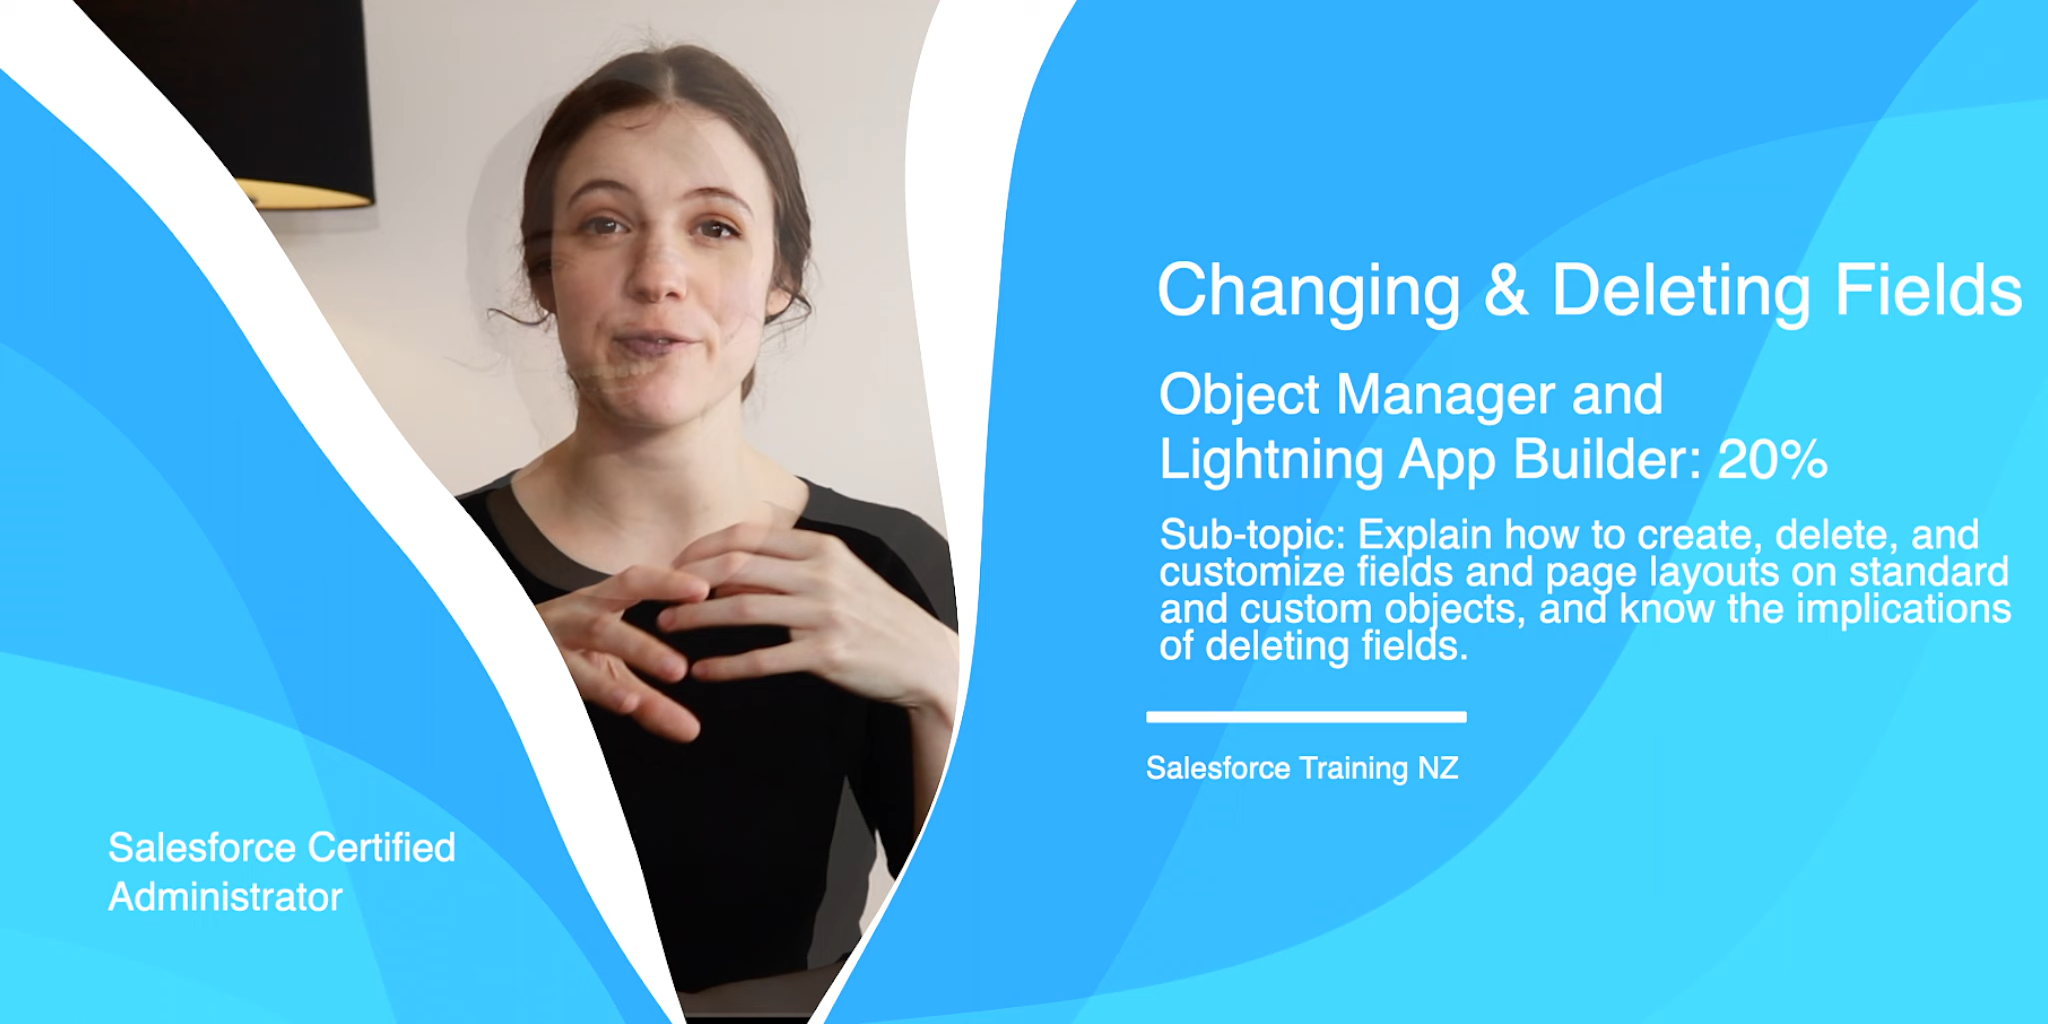 Changing & Deleting Fields
Object Manager and
Lightning App Builder: 20%
Sub-topic: Explain how to create, delete, and
customize fields and page layouts on standard
and custom objects, and know the implications
of deleting fields.
Salesforce Training NZ
Salesforce Certified
Administrator